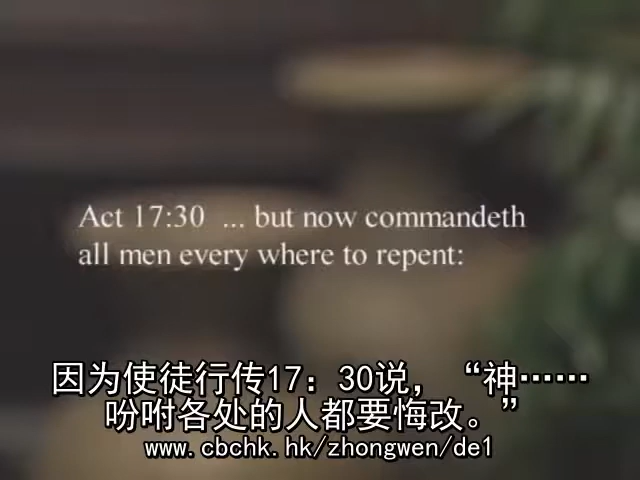 Act 17:30 ... but now commandeth
all men every where to repent:
因为使徒行传17：30说，“神……
吩咐各处的人都要悔改。”
www.cbchk.hk/zhongwen/de1